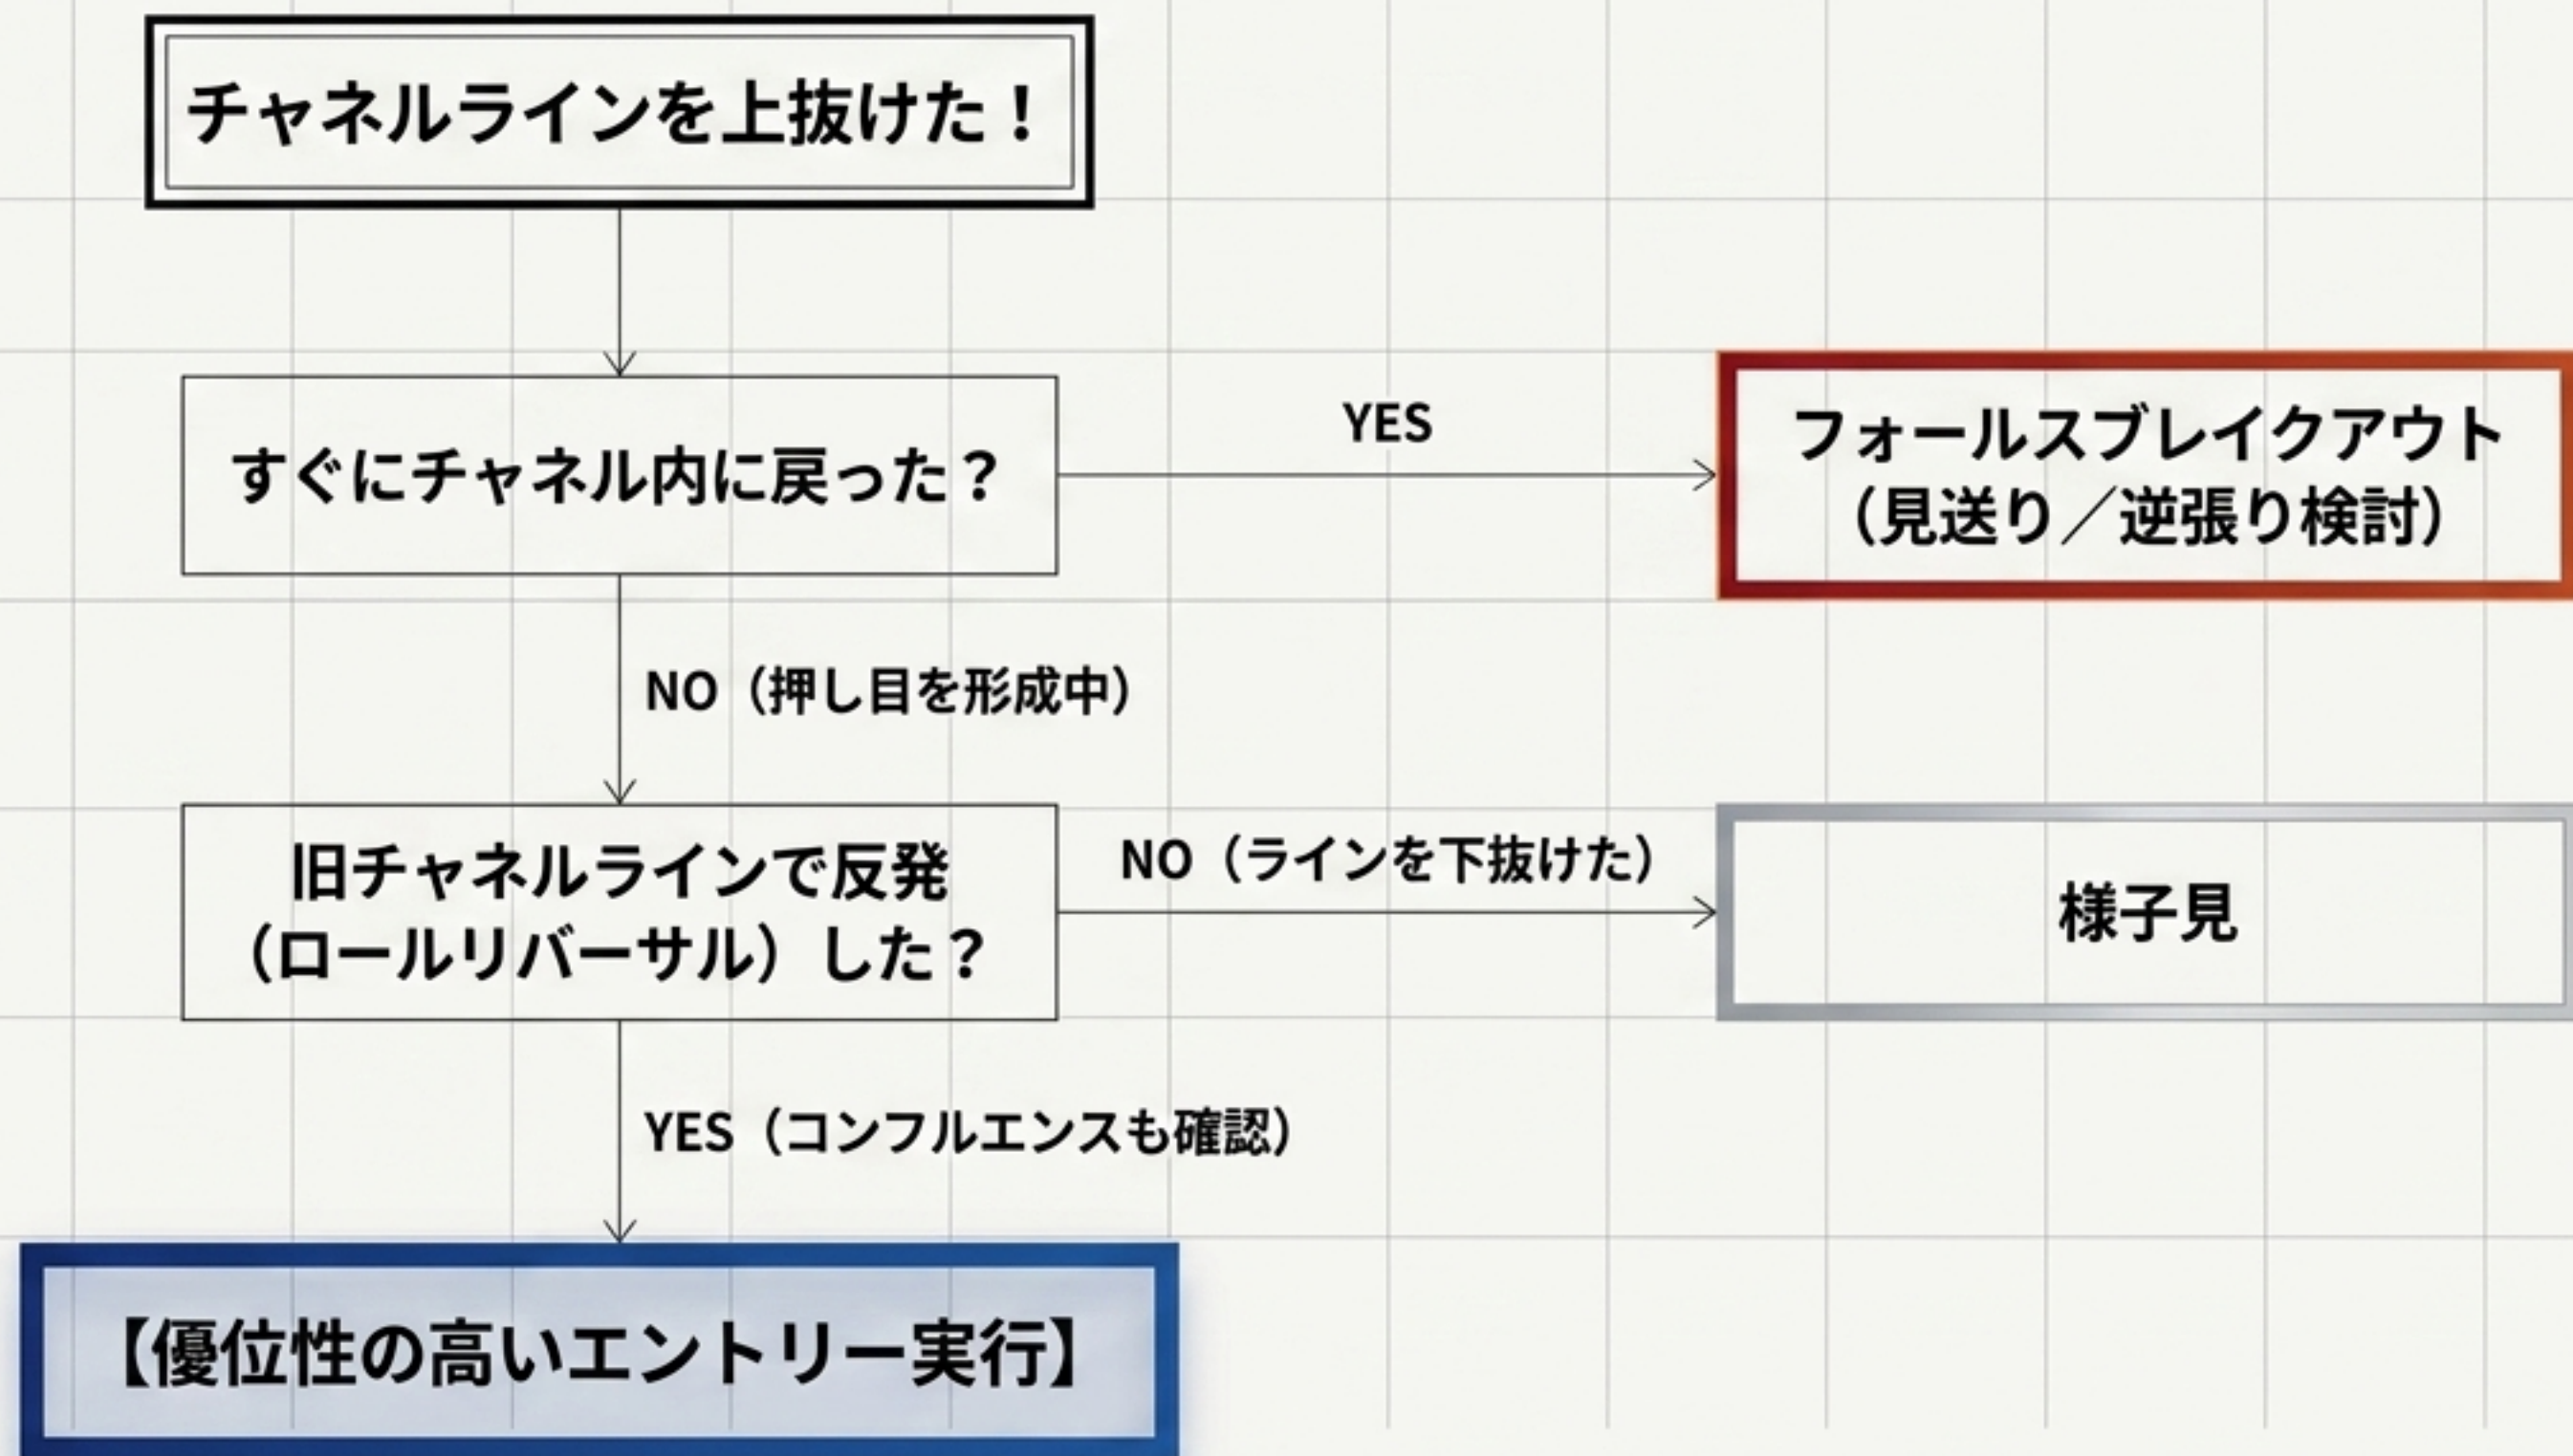 チャネルラインを上抜けた！
すぐにチャネル内に戻った？
YES
フォールスブレイクアウト
（見送り／逆張り検討）
NO（押し目を形成中）
旧チャネルラインで反発
（ロールリバーサル）した？
NO（ラインを下抜けた）
様子見
YES（コンフルエンスも確認）
【優位性の高いエントリー実行】